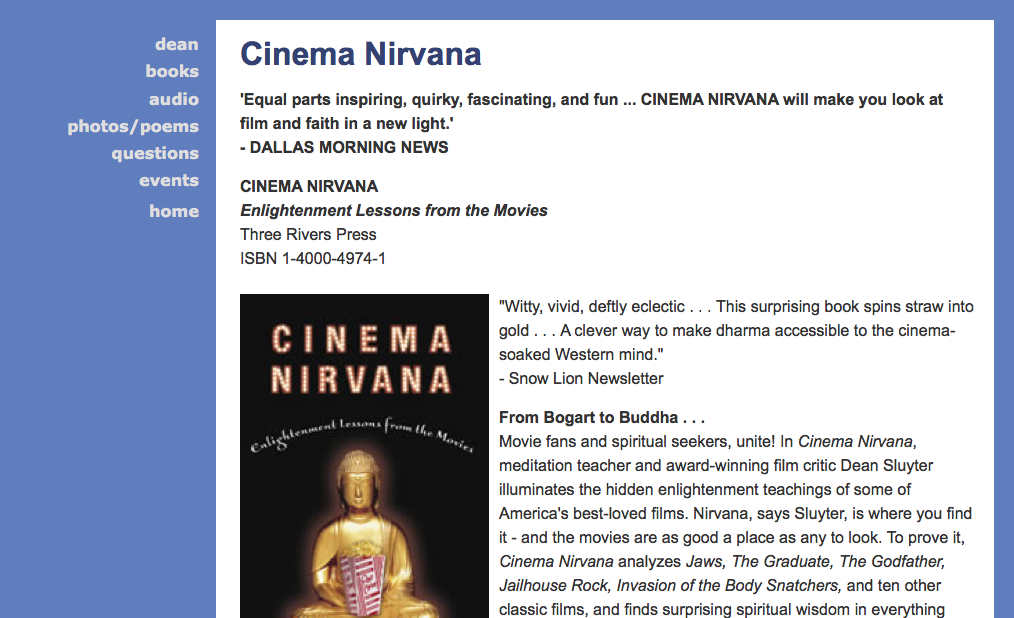 dean
books
audio
photos/poems
questions
events
home
Cinema Nirvana
'Equal parts inspiring, quirky, fascinating, and fun ... CINEMA NIRVANA will make you look at
film and faith in a new light.'
- DALLAS MORNING NEWS
CINEMA NIRVANA
Enlightenment Lessons from the Movies
Three Rivers Press
ISBN 1-4000-4974-1
CINEMA
NIRVANA
Enlightenment Lessons from the Movies
"Witty, vivid, deftly eclectic . . . This surprising book spins straw into
gold . . . A clever way to make dharma accessible to the cinema-
soaked Western mind."
- Snow Lion Newsletter
From Bogart to Buddha . . .
Movie fans and spiritual seekers, unite! In Cinema Nirvana,
meditation teacher and award-winning film critic Dean Sluyter
illuminates the hidden enlightenment teachings of some of
America's best-loved films. Nirvana, says Sluyter, is where you find
it - and the movies are as good a place as any to look. To prove it,
Cinema Nirvana analyzes Jaws, The Graduate, The Godfather,
Jailhouse Rock, Invasion of the Body Snatchers, and ten other
classic films, and finds surprising spiritual wisdom in everything